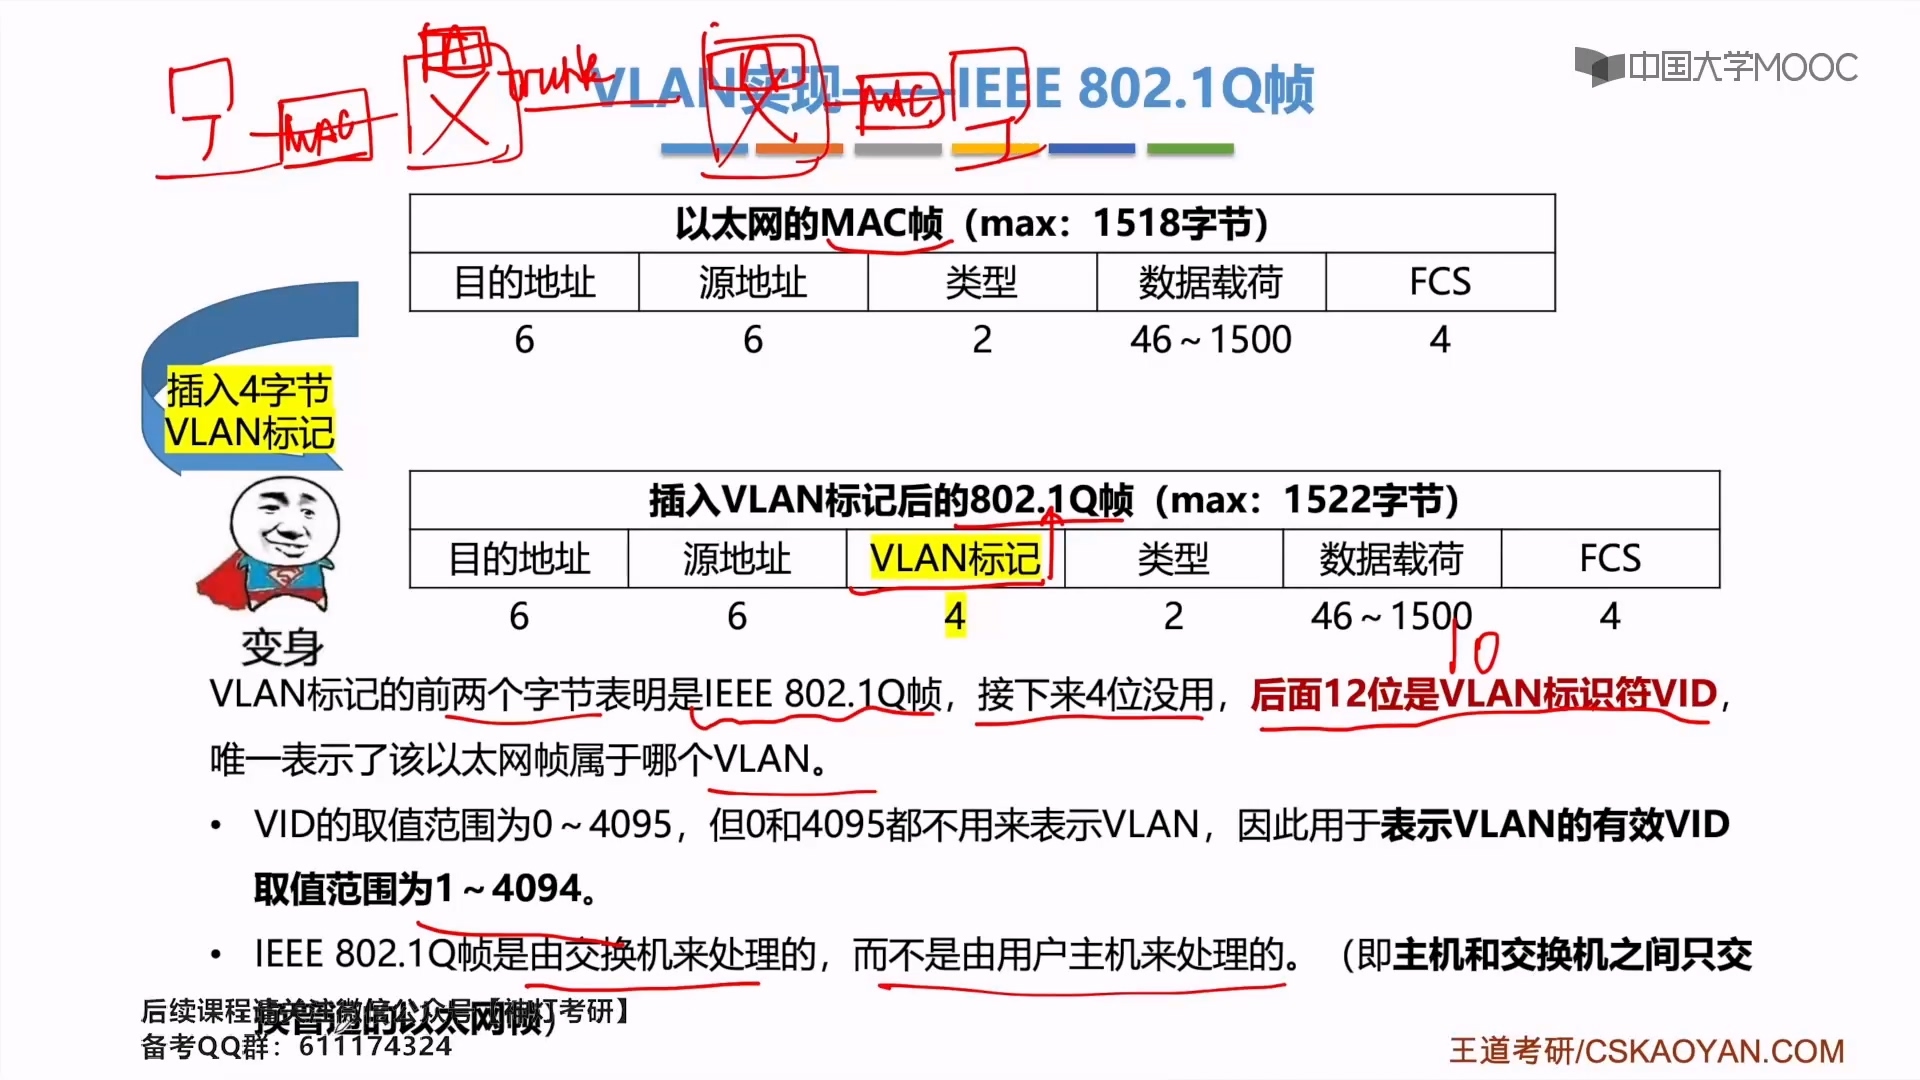 VLAN实现——IEEE 802.1Q帧
中国大学MOOC
trunk
MAC
MAC
以太网的MAC帧（max：1518字节）
目的地址 源地址 类型 数据载荷 FCS
6 6 2 46～1500 4
插入4字节
VLAN标记
插入VLAN标记后的802.1Q帧（max：1522字节）
目的地址 源地址 VLAN标记 类型 数据载荷 FCS
6 6 4 2 46～1500 4
变身
10
VLAN标记的前两个字节表明是IEEE 802.1Q帧，接下来4位没用，后面12位是VLAN标识符VID，
唯一表示了该以太网帧属于哪个VLAN。
• VID的取值范围为0～4095，但0和4095都不用来表示VLAN，因此用于表示VLAN的有效VID
取值范围为1～4094。
• IEEE 802.1Q帧是由交换机来处理的，而不是由用户主机来处理的。（即主机和交换机之间只交
换普通的以太网帧）
后续课程请关注微信公众号【神灯考研】
备考QQ群：611174324
王道考研/CSKAOYAN.COM